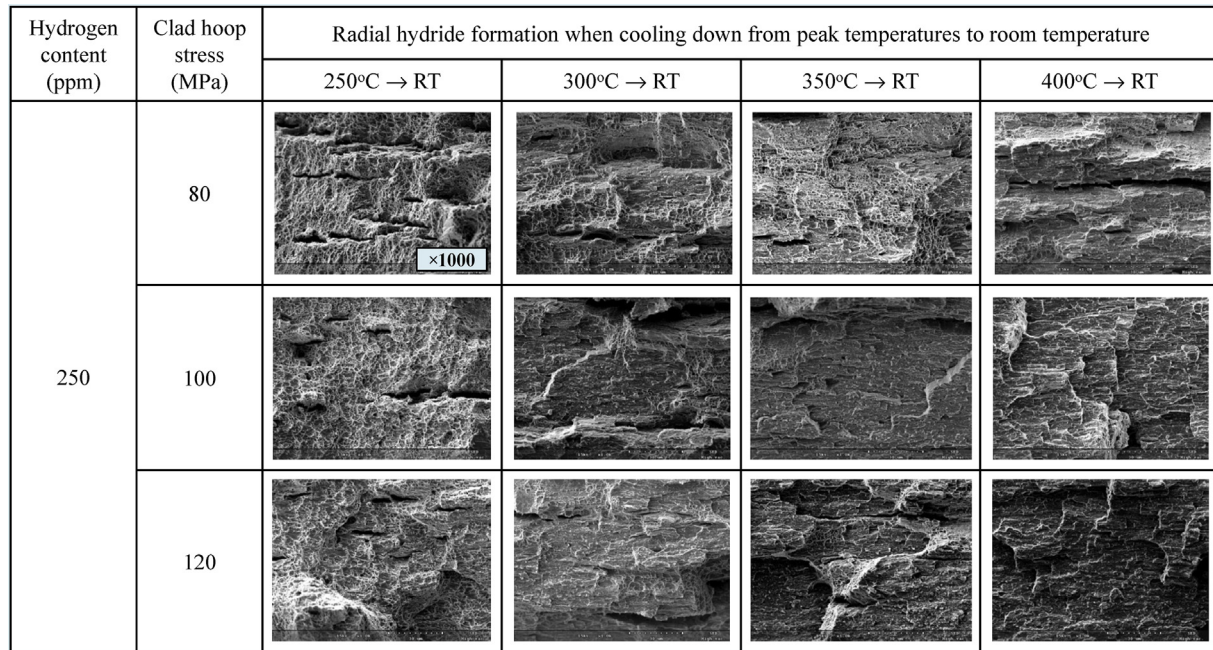 Hydrogen content (ppm)
Clad hoop stress (MPa)
Radial hydride formation when cooling down from peak temperatures to room temperature
250°C → RT
300°C → RT
350°C → RT
400°C → RT
250
80
×1000
100
120